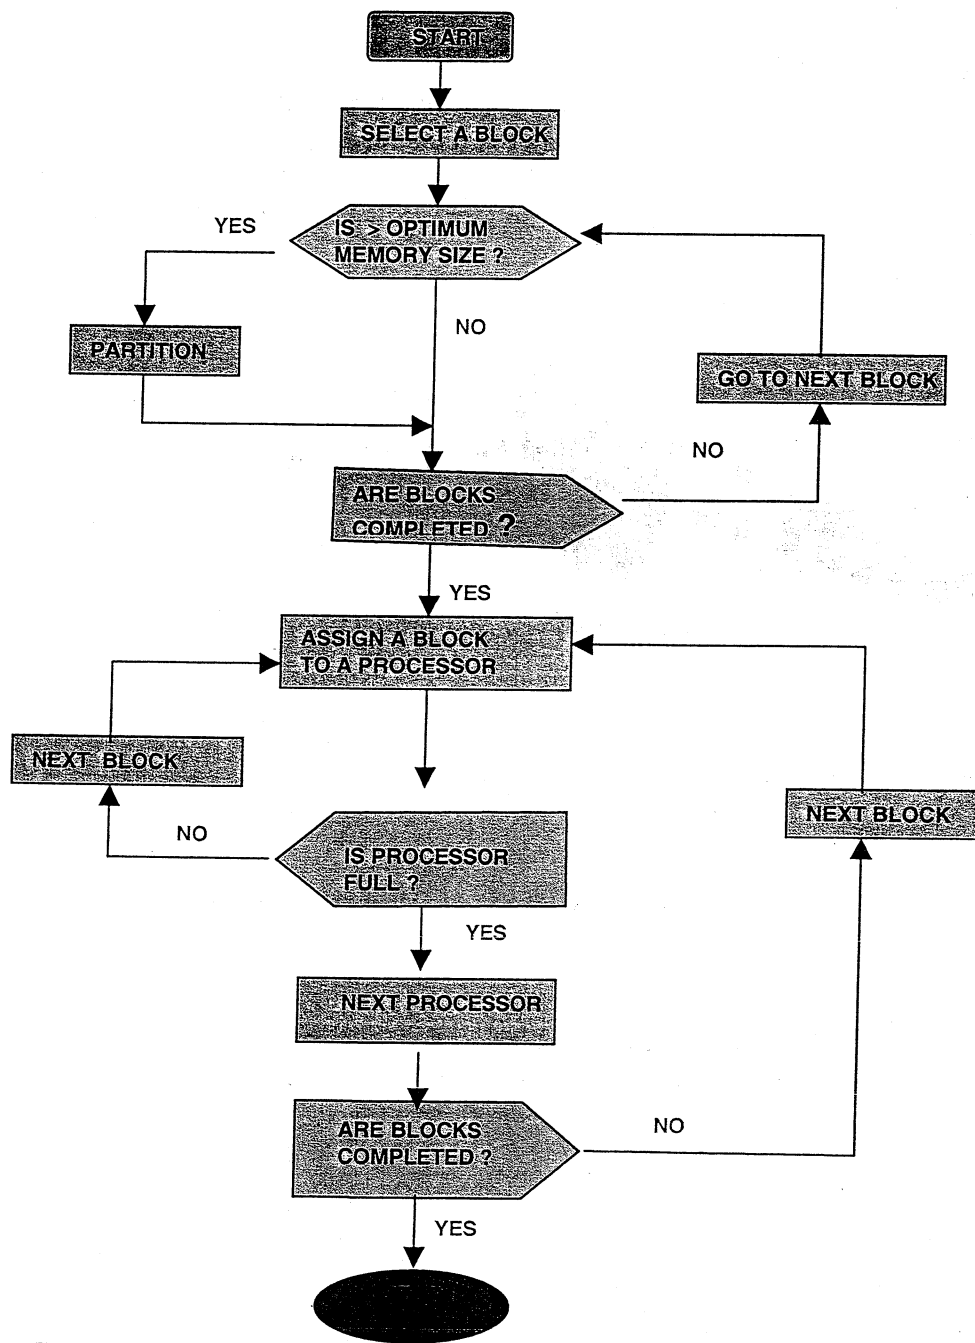 START
SELECT A BLOCK
YES
IS > OPTIMUM
MEMORY SIZE ?
NO
PARTITION
GO TO NEXT BLOCK
NO
ARE BLOCKS
COMPLETED ?
YES
ASSIGN A BLOCK
TO A PROCESSOR
NEXT BLOCK
NEXT BLOCK
NO
IS PROCESSOR
FULL ?
YES
NEXT PROCESSOR
ARE BLOCKS
COMPLETED ?
NO
YES